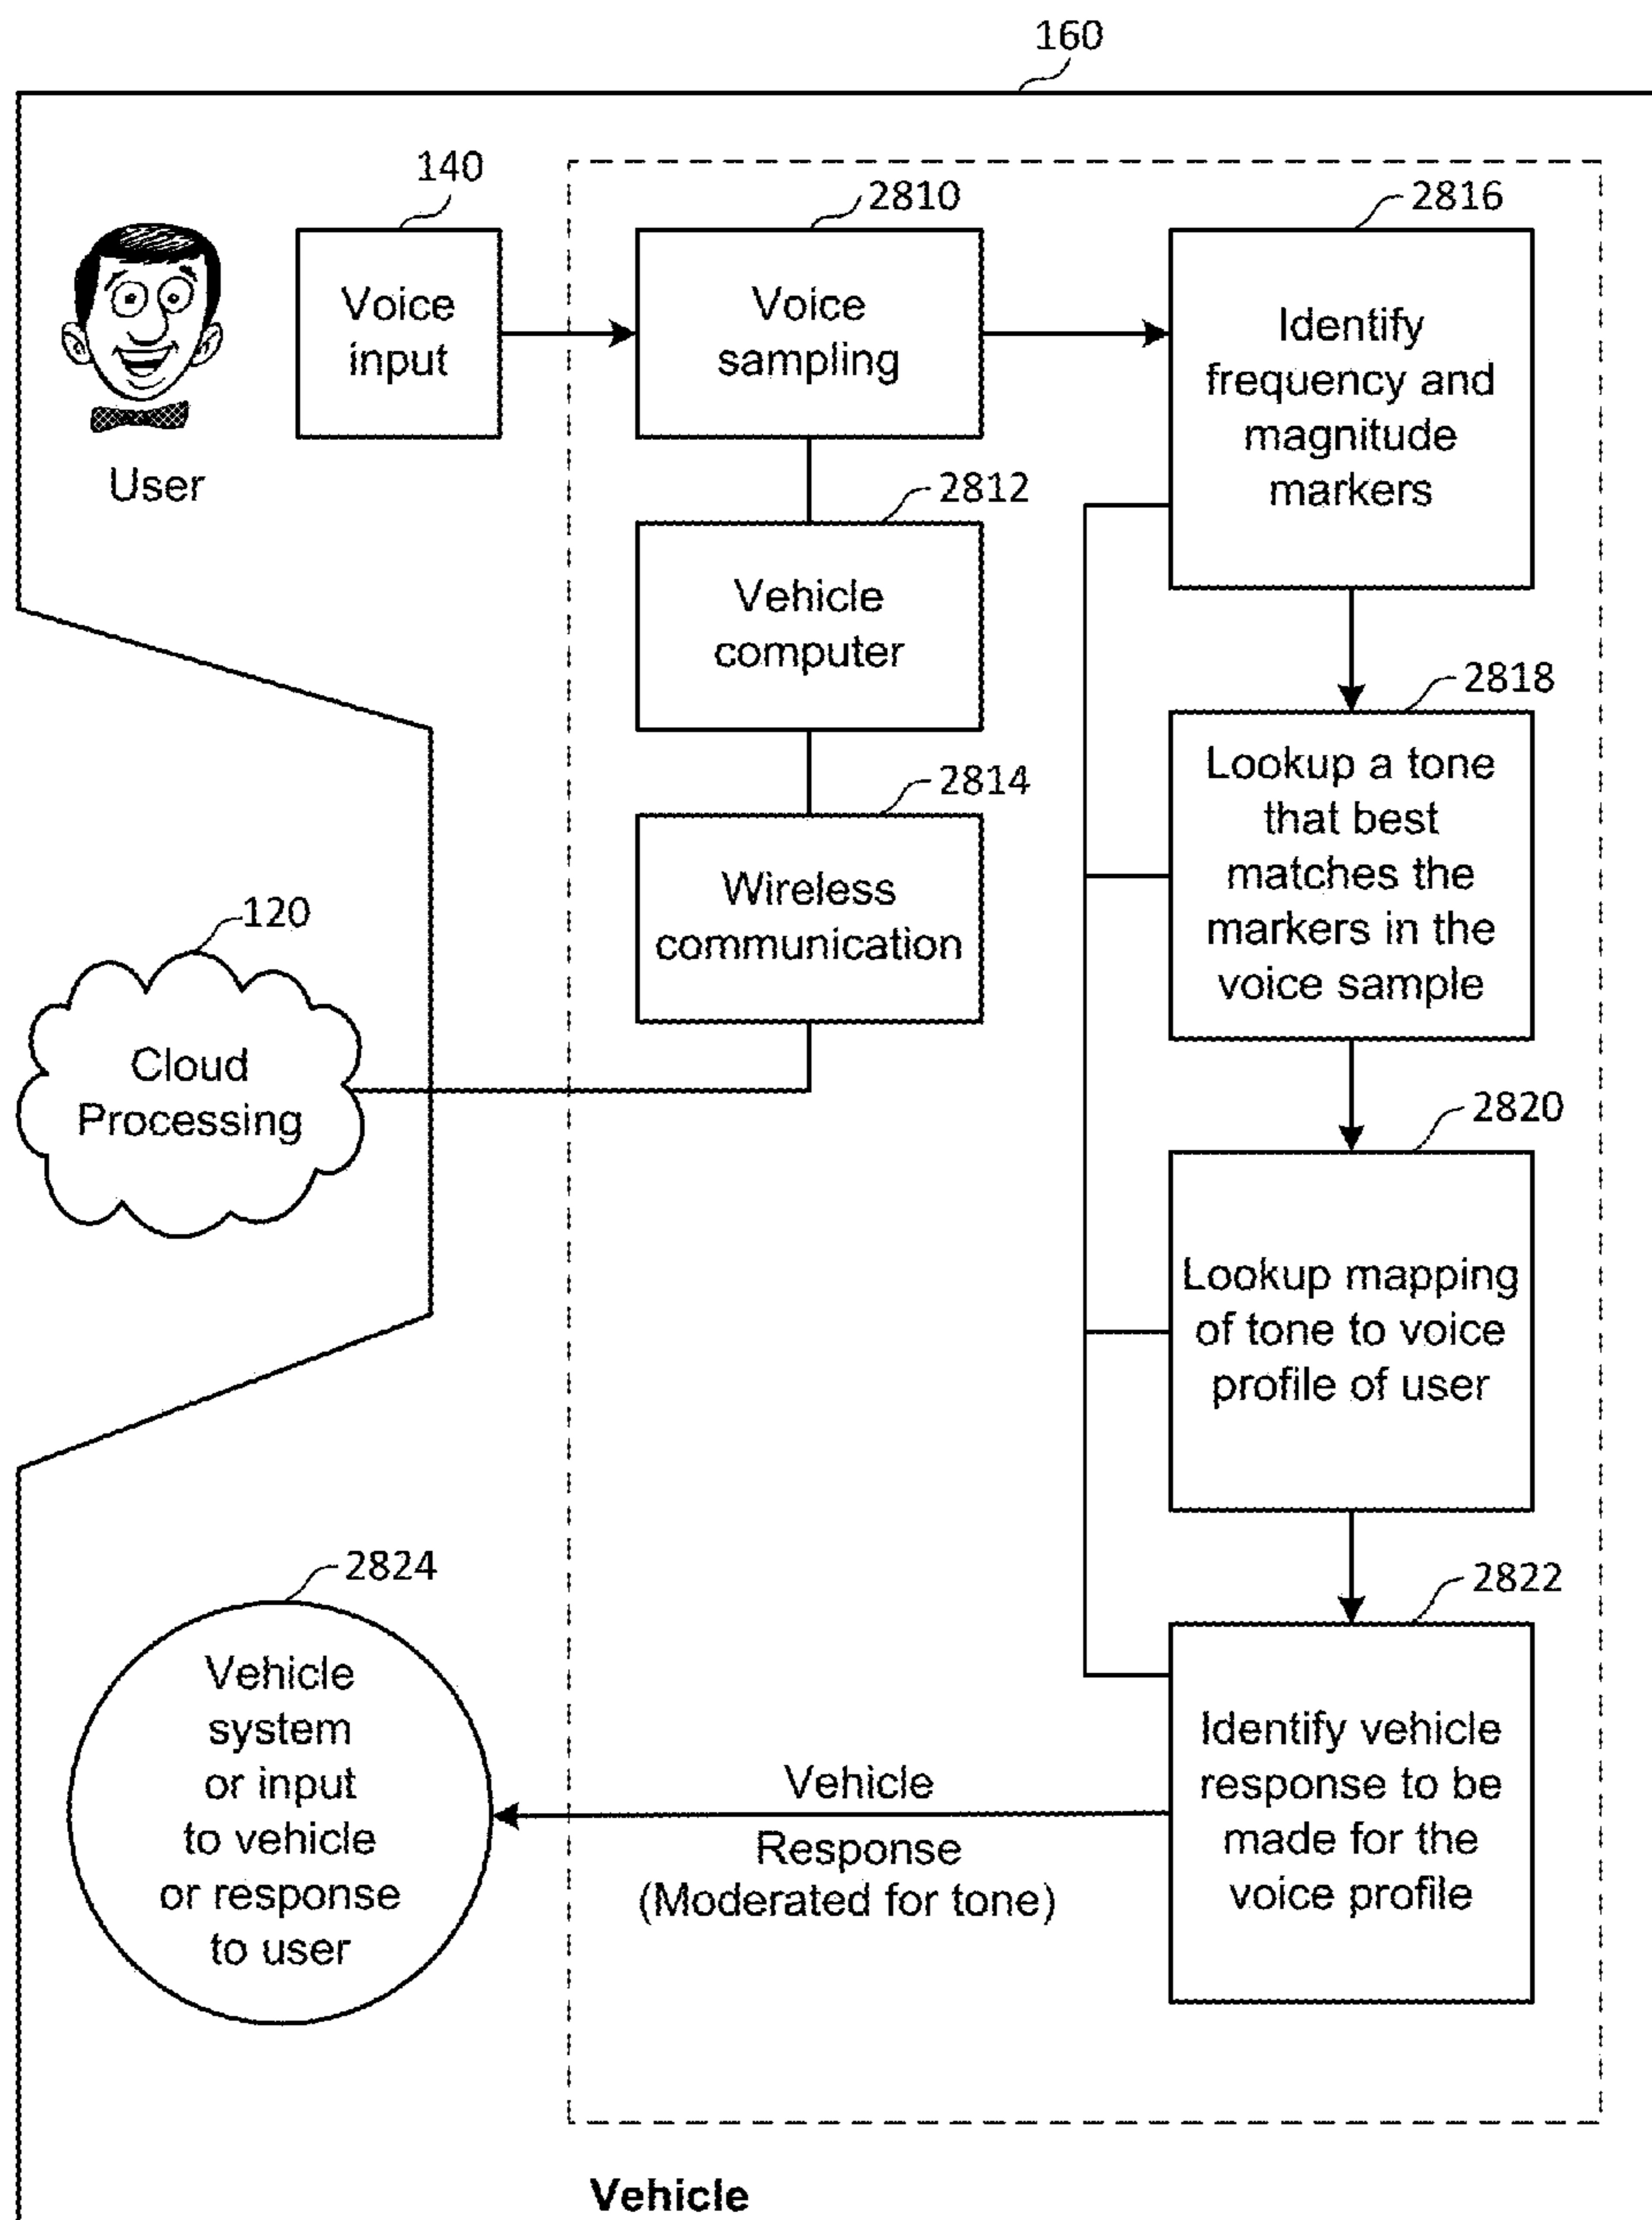 160
140
Voice
input
User
2810
Voice
sampling
2816
Identify
frequency and
magnitude
markers
2812
Vehicle
computer
2818
Lookup a tone
that best
matches the
markers in the
voice sample
2814
Wireless
communication
120
Cloud
Processing
2820
Lookup mapping
of tone to voice
profile of user
2822
Identify vehicle
response to be
made for the
voice profile
Vehicle
Response
(Moderated for tone)
2824
Vehicle
system
or input
to vehicle
or response
to user
Vehicle